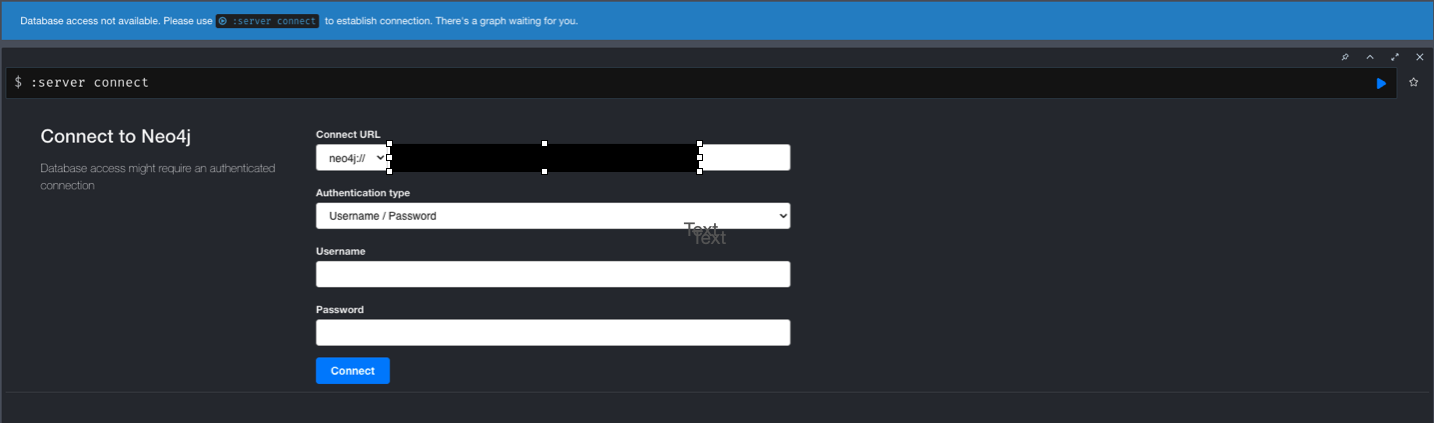 Database access not available. Please use :server connect to establish connection. There's a graph waiting for you.
$ :server connect
Connect to Neo4j
Database access might require an authenticated
connection
Connect URL
neo4j://
Authentication type
Username / Password
Text
Text
Username
Password
Connect